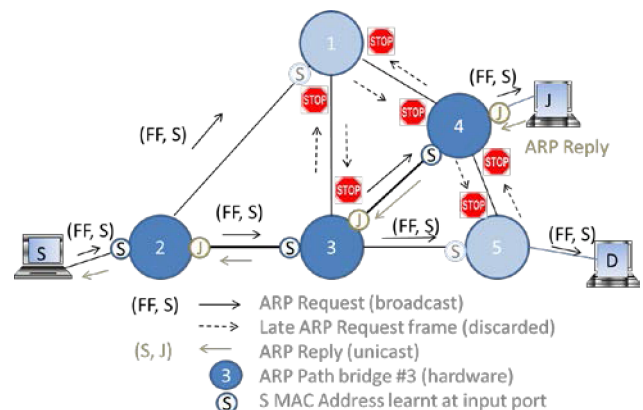 1
STOP
(FF, S)
S
STOP
STOP
J
(FF, S)
STOP
4
J
ARP Reply
S
STOP
STOP
(FF, S)
(FF, S)
(FF, S)
STOP
(FF, S)
S
S
2
J
S
3
J
S
5
D
(FF, S) ARP Request (broadcast)
Late ARP Request frame (discarded)
(S, J) ARP Reply (unicast)
3 ARP Path bridge #3 (hardware)
S S MAC Address learnt at input port